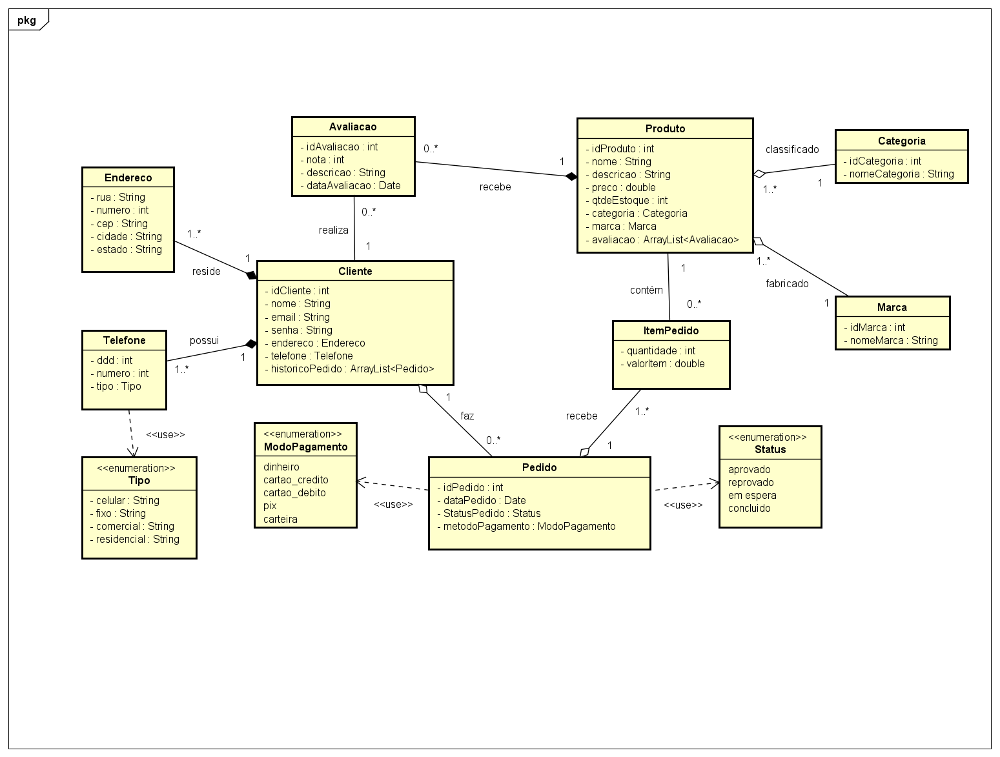 pkg
Avaliacao
- idAvaliacao : int
- nota : int
- descricao : String
- dataAvaliacao : Date
0..*
1
recebe
Produto
- idProduto : int
- nome : String
- descricao : String
- preco : double
- qtdeEstoque : int
- categoria : Categoria
- marca : Marca
- avaliacao : ArrayList<Avaliacao>
classificado
1..*
1
Categoria
- idCategoria : int
- nomeCategoria : String
Endereco
- rua : String
- numero : int
- cep : String
- cidade : String
- estado : String
1..*
1
reside
0..*
realiza
1
Cliente
- idCliente : int
- nome : String
- email : String
- senha : String
- endereco : Endereco
- telefone : Telefone
- historicoPedido : ArrayList<Pedido>
1..*
fabricado
1
Marca
- idMarca : int
- nomeMarca : String
1
contém
0..*
ItemPedido
- quantidade : int
- valorItem : double
Telefone
- ddd : int
- numero : int
- tipo : Tipo
possui
1
1..*
<<use>>
1
faz
0..*
1..*
recebe
1
<<enumeration>>
Tipo
- celular : String
- fixo : String
- comercial : String
- residencial : String
<<enumeration>>
ModoPagamento
dinheiro
cartao_credito
cartao_debito
pix
carteira
<<use>>
Pedido
- idPedido : int
- dataPedido : Date
- StatusPedido : Status
- metodoPagamento : ModoPagamento
<<use>>
<<enumeration>>
Status
aprovado
reprovado
em espera
concluido